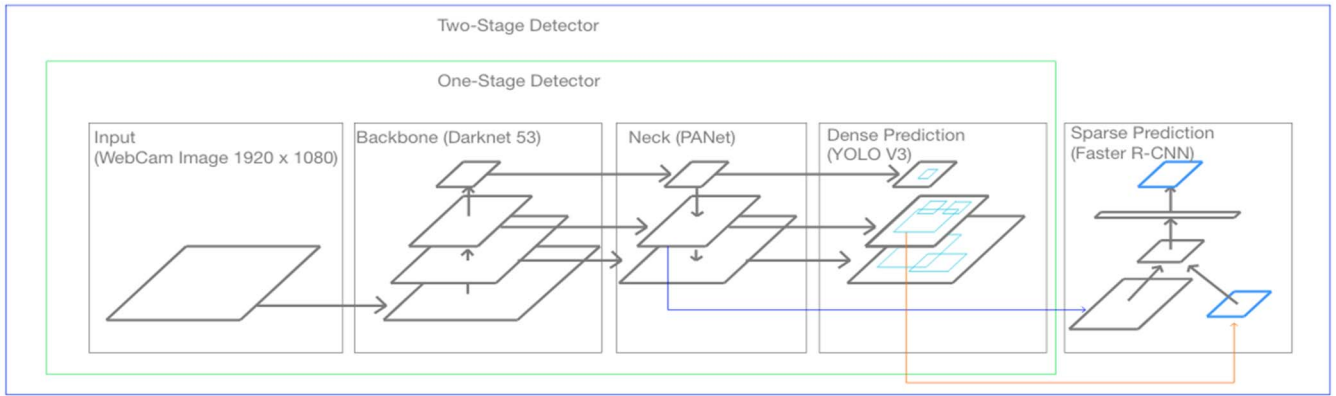 Two-Stage Detector
One-Stage Detector
Input
(WebCam Image 1920 x 1080)
Backbone (Darknet 53)
Neck (PANet)
Dense Prediction
(YOLO V3)
Sparse Prediction
(Faster R-CNN)